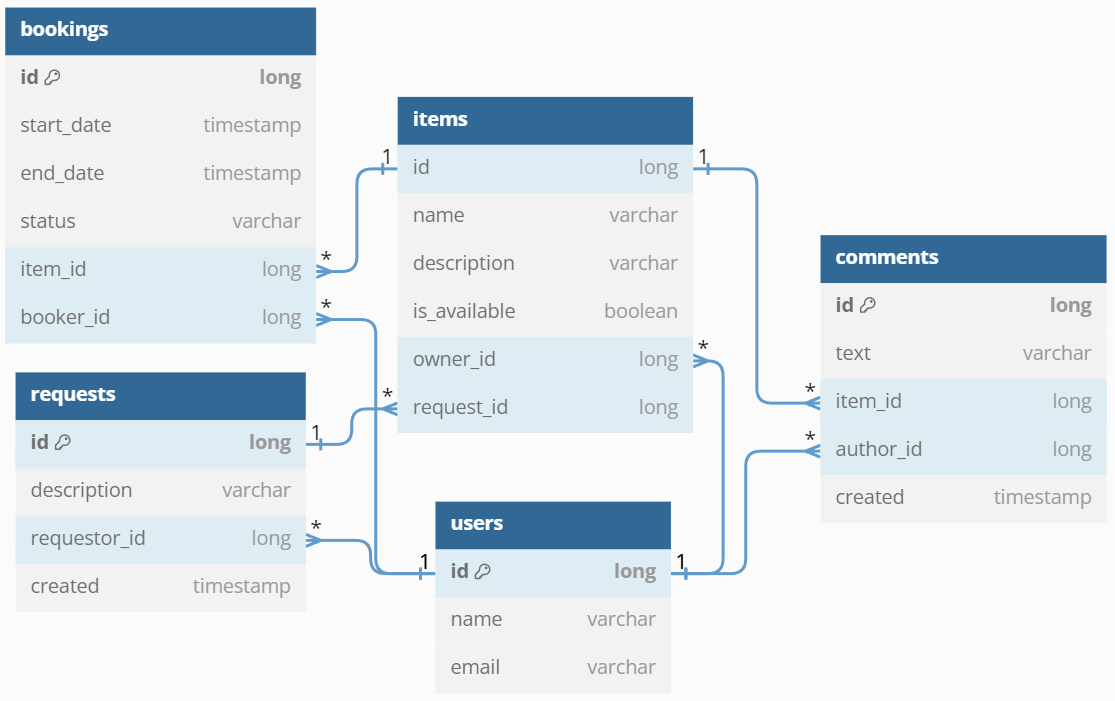 bookings
id long
start_date timestamp
end_date timestamp
status varchar
item_id long *
booker_id long *
requests
id long 1
description varchar
requestor_id long *
created timestamp
items
1 id long 1
name varchar
description varchar
is_available boolean
owner_id long *
* request_id long
users
1 id long 1
name varchar
email varchar
comments
id long
text varchar
* item_id long
* author_id long
created timestamp